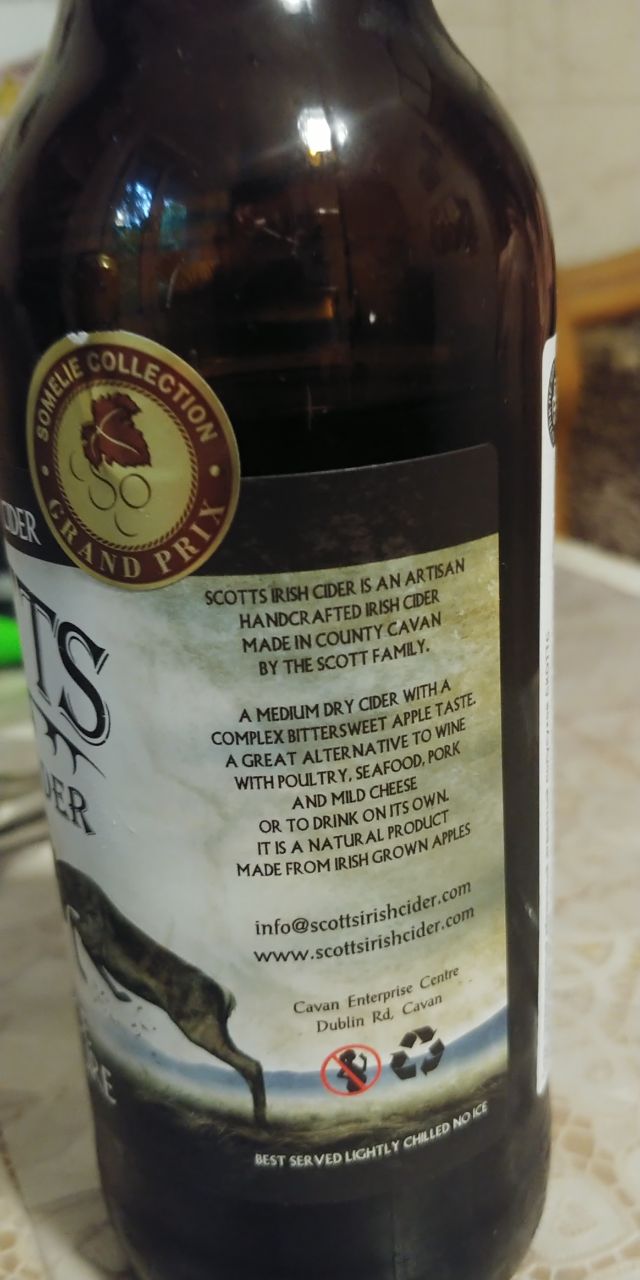 SOMELIE COLLECTION
GRAND PRIX
CIDER
TS
DER
SCOTTS IRISH CIDER IS AN ARTISAN
HANDCRAFTED IRISH CIDER
MADE IN COUNTY CAVAN
BY THE SCOTT FAMILY.
A MEDIUM DRY CIDER WITH A
COMPLEX BITTERSWEET APPLE TASTE.
A GREAT ALTERNATIVE TO WINE
WITH POULTRY, SEAFOOD, PORK
AND MILD CHEESE
OR TO DRINK ON ITS OWN.
IT IS A NATURAL PRODUCT
MADE FROM IRISH GROWN APPLES
info@scottsirishcider.com
www.scottsirishcider.com
Cavan Enterprise Centre
Dublin Rd, Cavan
BEST SERVED LIGHTLY CHILLED NO ICE